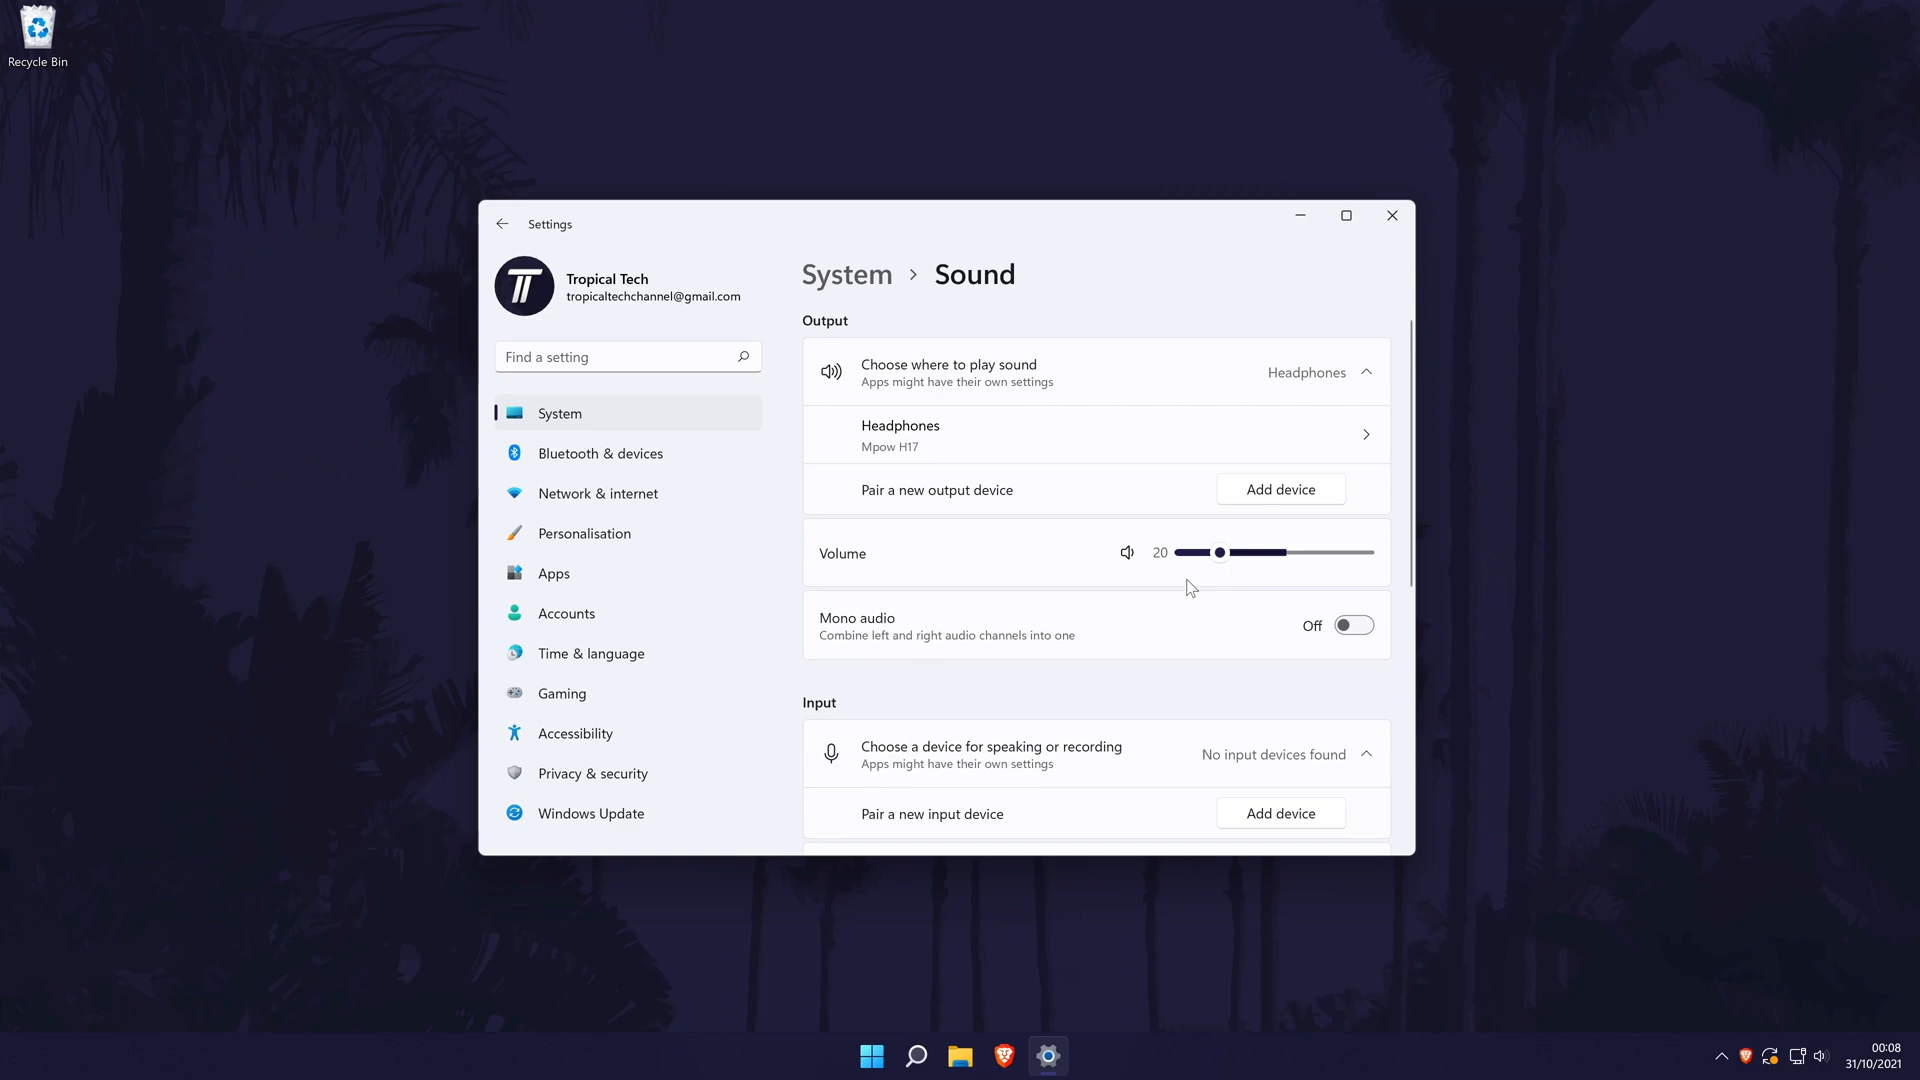 Recycle Bin
Settings
Tropical Tech
tropicaltechchannel@gmail.com
Find a setting
System
Bluetooth & devices
Network & internet
Personalisation
Apps
Accounts
Time & language
Gaming
Accessibility
Privacy & security
Windows Update
System > Sound
Output
Choose where to play sound
Apps might have their own settings
Headphones
Headphones
Mpow H17
Pair a new output device
Add device
Volume
20
Mono audio
Combine left and right audio channels into one
Off
Input
Choose a device for speaking or recording
Apps might have their own settings
No input devices found
Pair a new input device
Add device
00:08
31/10/2021